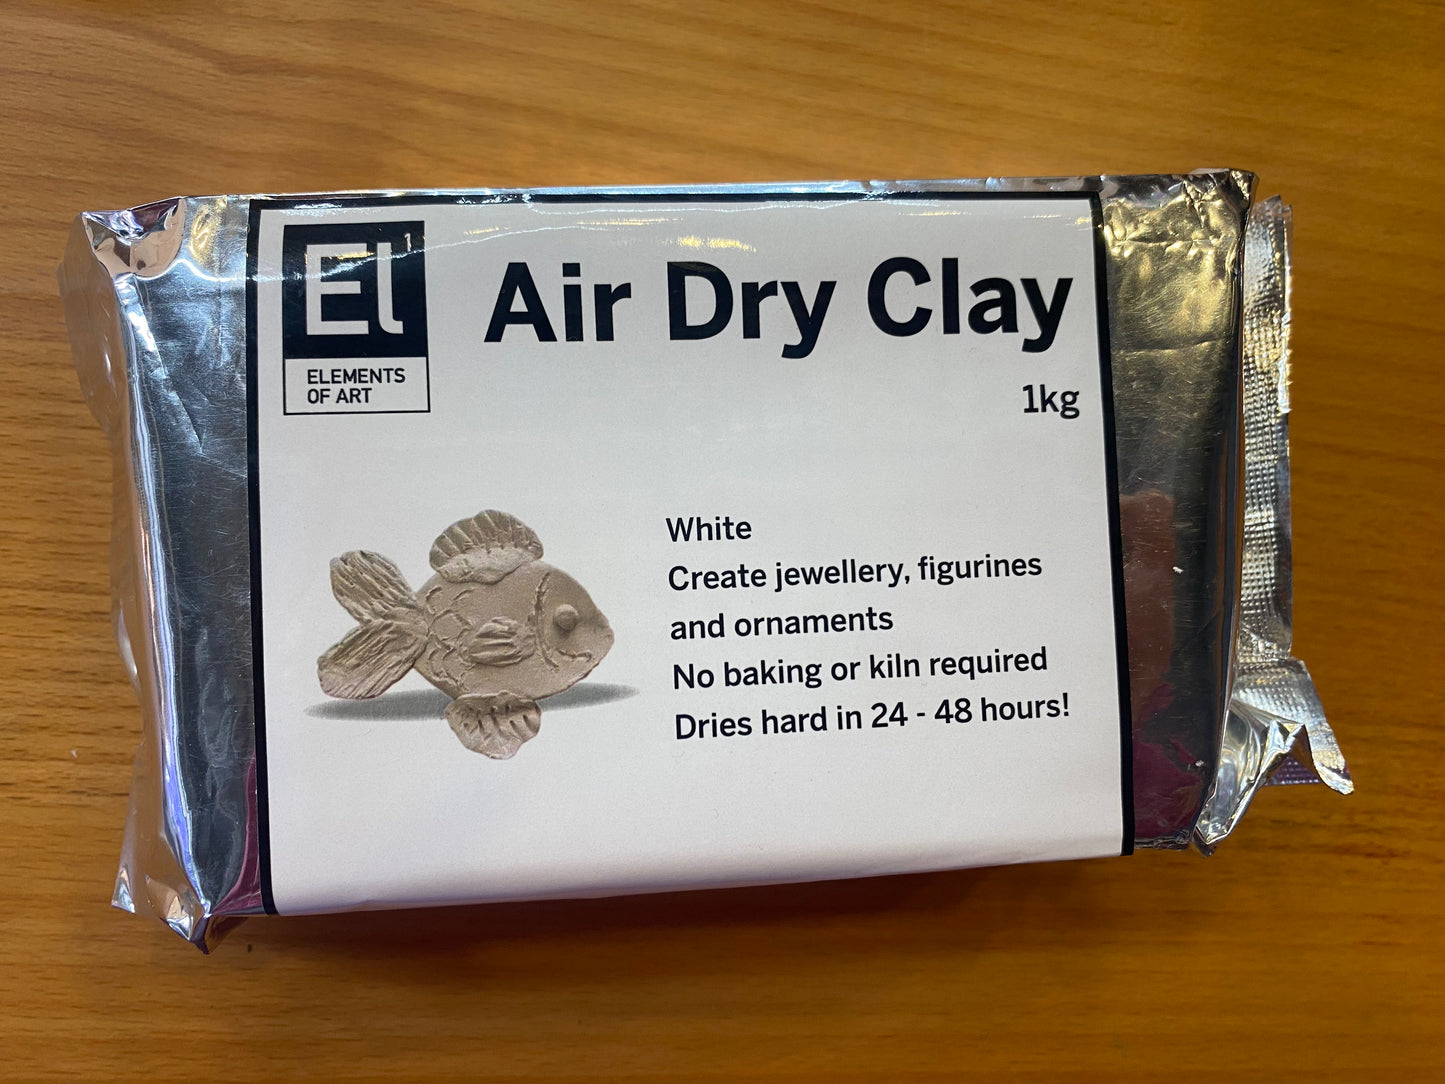 El 1
ELEMENTS
OF ART
Air Dry Clay
1kg
White
Create jewellery, figurines
and ornaments
No baking or kiln required
Dries hard in 24 - 48 hours!